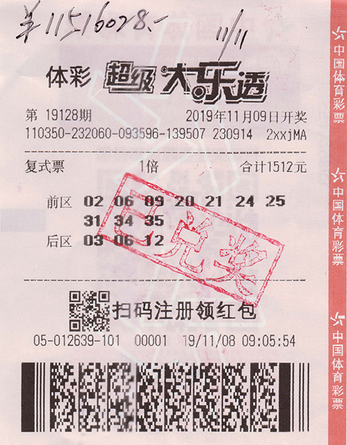 ￥11516028.-
11/11
体彩 超级大乐透
第 19128期 2019年11月09日开奖
110350-232060-093596-139507 230914 2xxjMA
复式票 1倍 合计1512元
前区 02 06 09 20 21 24 25
31 34 35
后区 03 06 12
已兑奖
扫码注册领红包
05-012639-101 00001 19/11/08 09:05:54
中国体育彩票
中国体育彩票
中国体育彩票